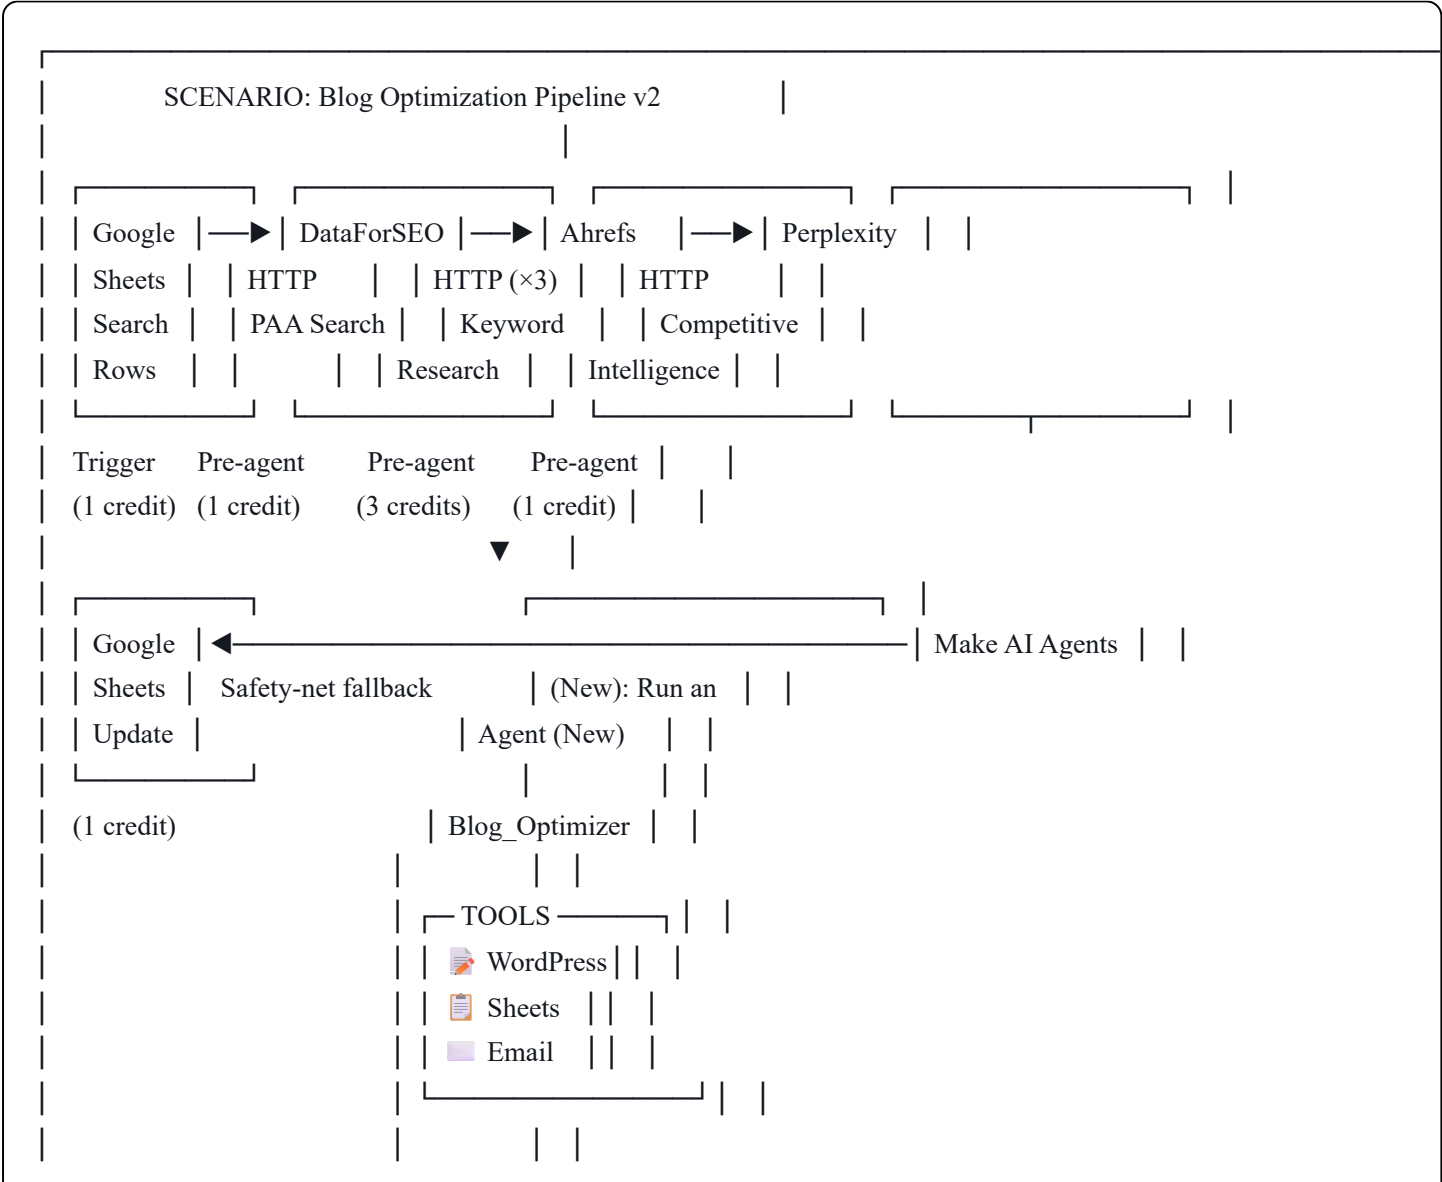 SCENARIO: Blog Optimization Pipeline v2
Google DataForSEO Ahrefs Perplexity
Sheets HTTP HTTP (×3) HTTP
Search PAA Search Keyword Competitive
Rows Research Intelligence
Trigger Pre-agent Pre-agent Pre-agent
(1 credit) (1 credit) (3 credits) (1 credit)
Google Make AI Agents
Sheets Safety-net fallback (New): Run an
Update Agent (New)
(1 credit) Blog_Optimizer
TOOLS
WordPress
Sheets
Email